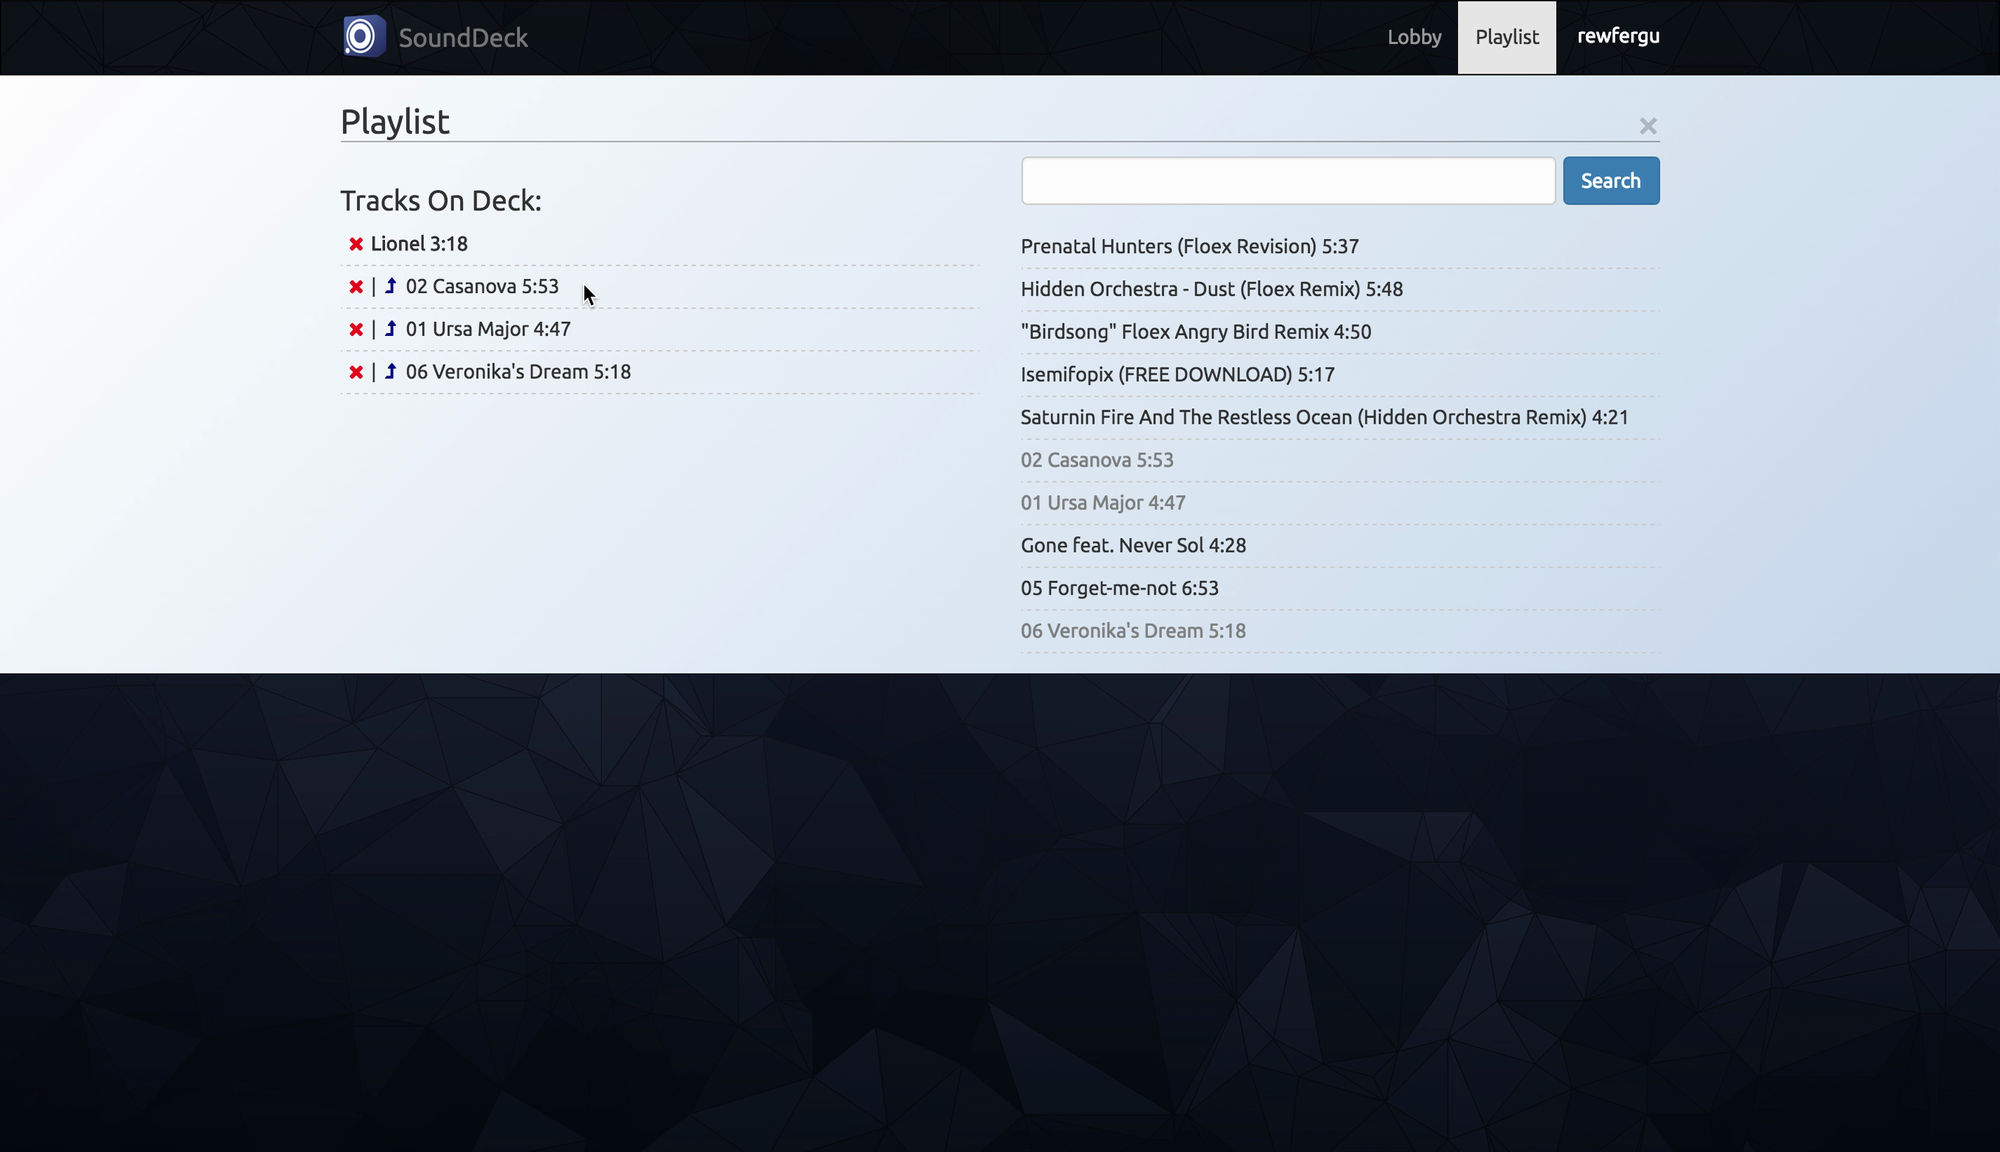 SoundDeck
Lobby
Playlist
rewfergu
Playlist
×
Tracks On Deck:
Lionel 3:18
| 02 Casanova 5:53
| 01 Ursa Major 4:47
| 06 Veronika's Dream 5:18
Search
Prenatal Hunters (Floex Revision) 5:37
Hidden Orchestra - Dust (Floex Remix) 5:48
"Birdsong" Floex Angry Bird Remix 4:50
Isemifopix (FREE DOWNLOAD) 5:17
Saturnin Fire And The Restless Ocean (Hidden Orchestra Remix) 4:21
02 Casanova 5:53
01 Ursa Major 4:47
Gone feat. Never Sol 4:28
05 Forget-me-not 6:53
06 Veronika's Dream 5:18